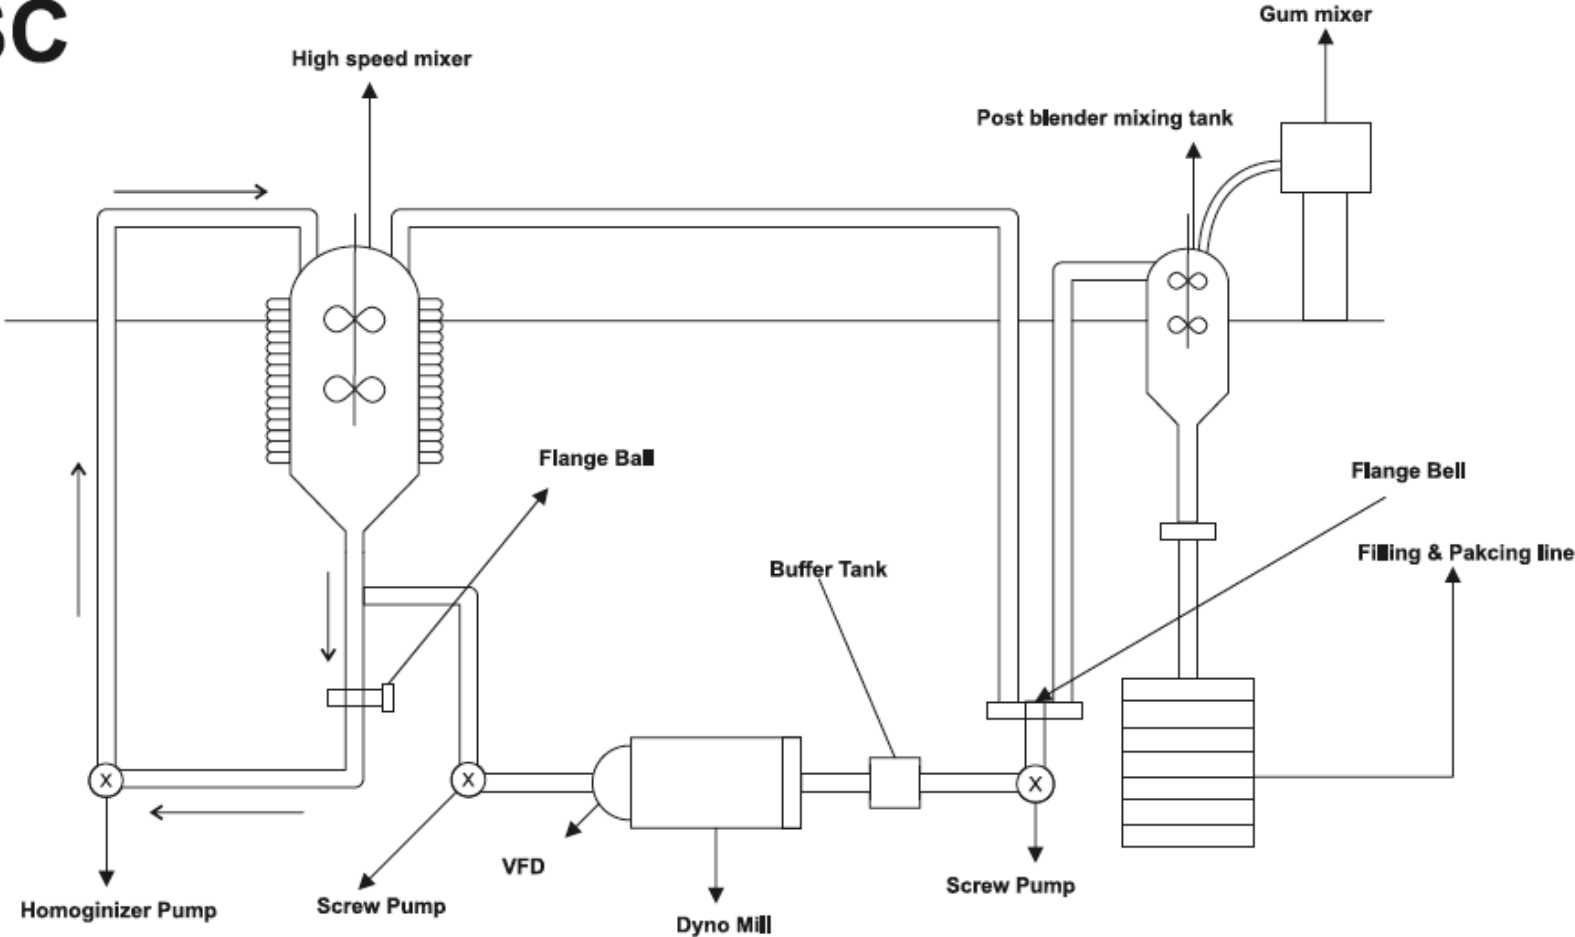 SC
Gum mixer
High speed mixer
Post blender mixing tank
Flange Ball
Flange Bell
Filling & Pakcing line
Buffer Tank
X
X
X
VFD
Screw Pump
Screw Pump
Homoginizer Pump
Dyno Mill